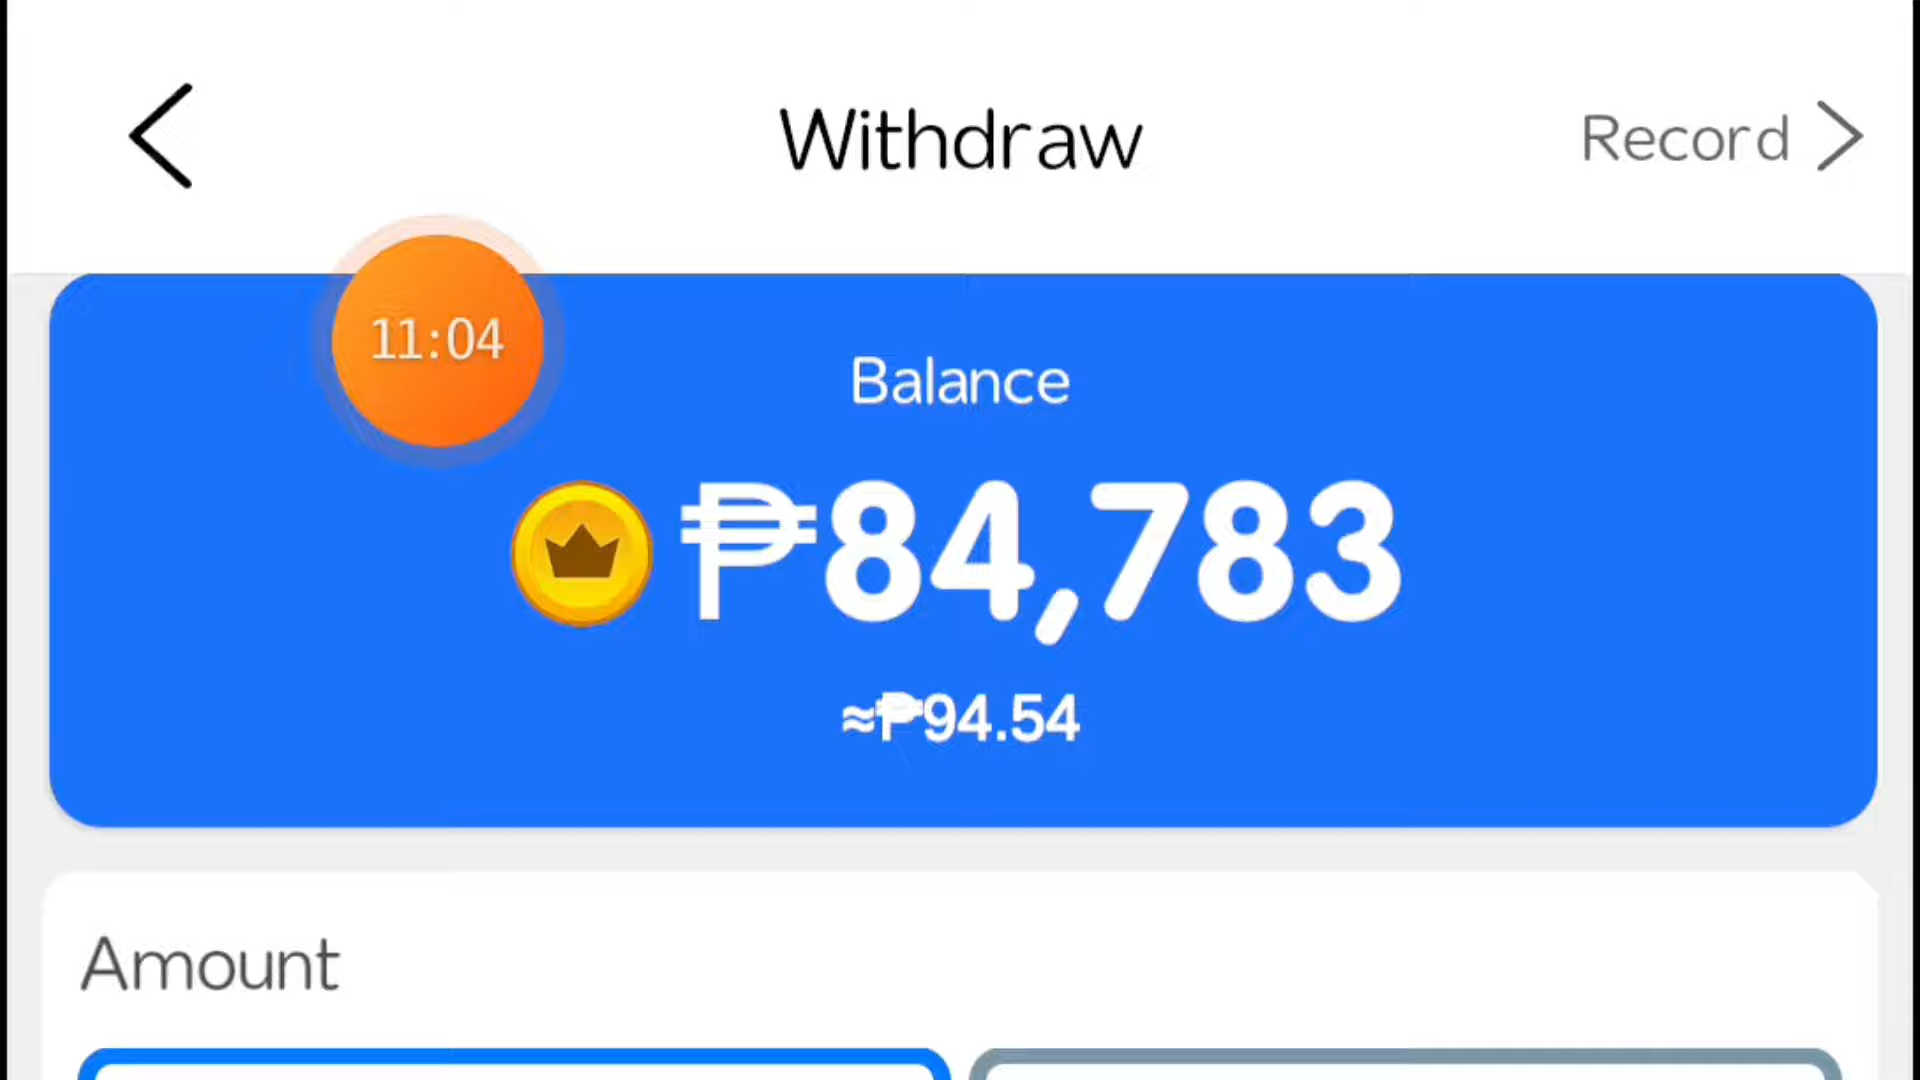 Withdraw
Record
11:04
Balance
₱84,783
≈₱94.54
Amount